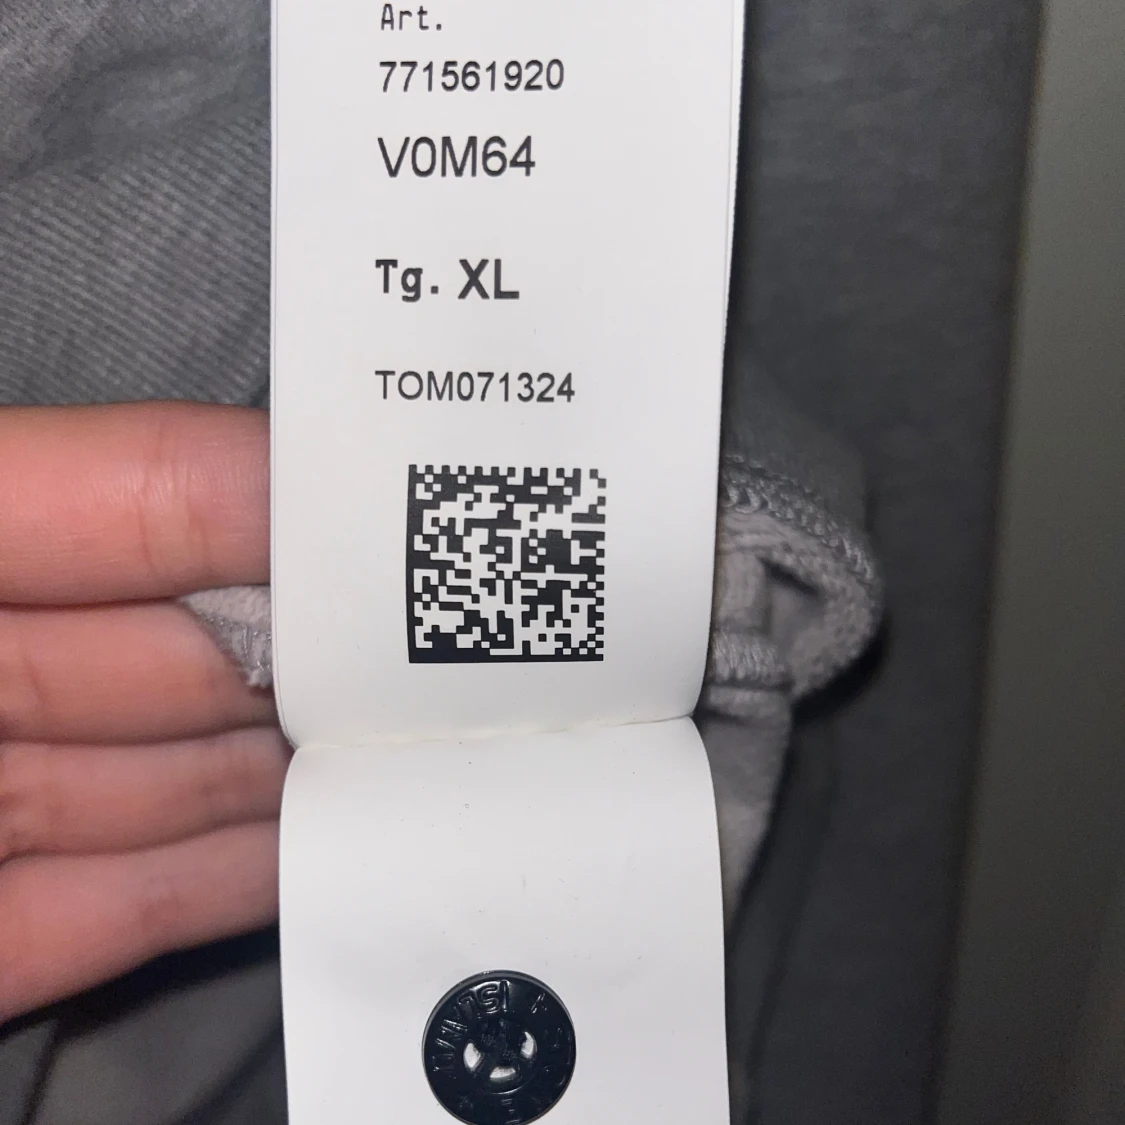 Art.
771561920
V0M64
Tg. XL
TOM071324